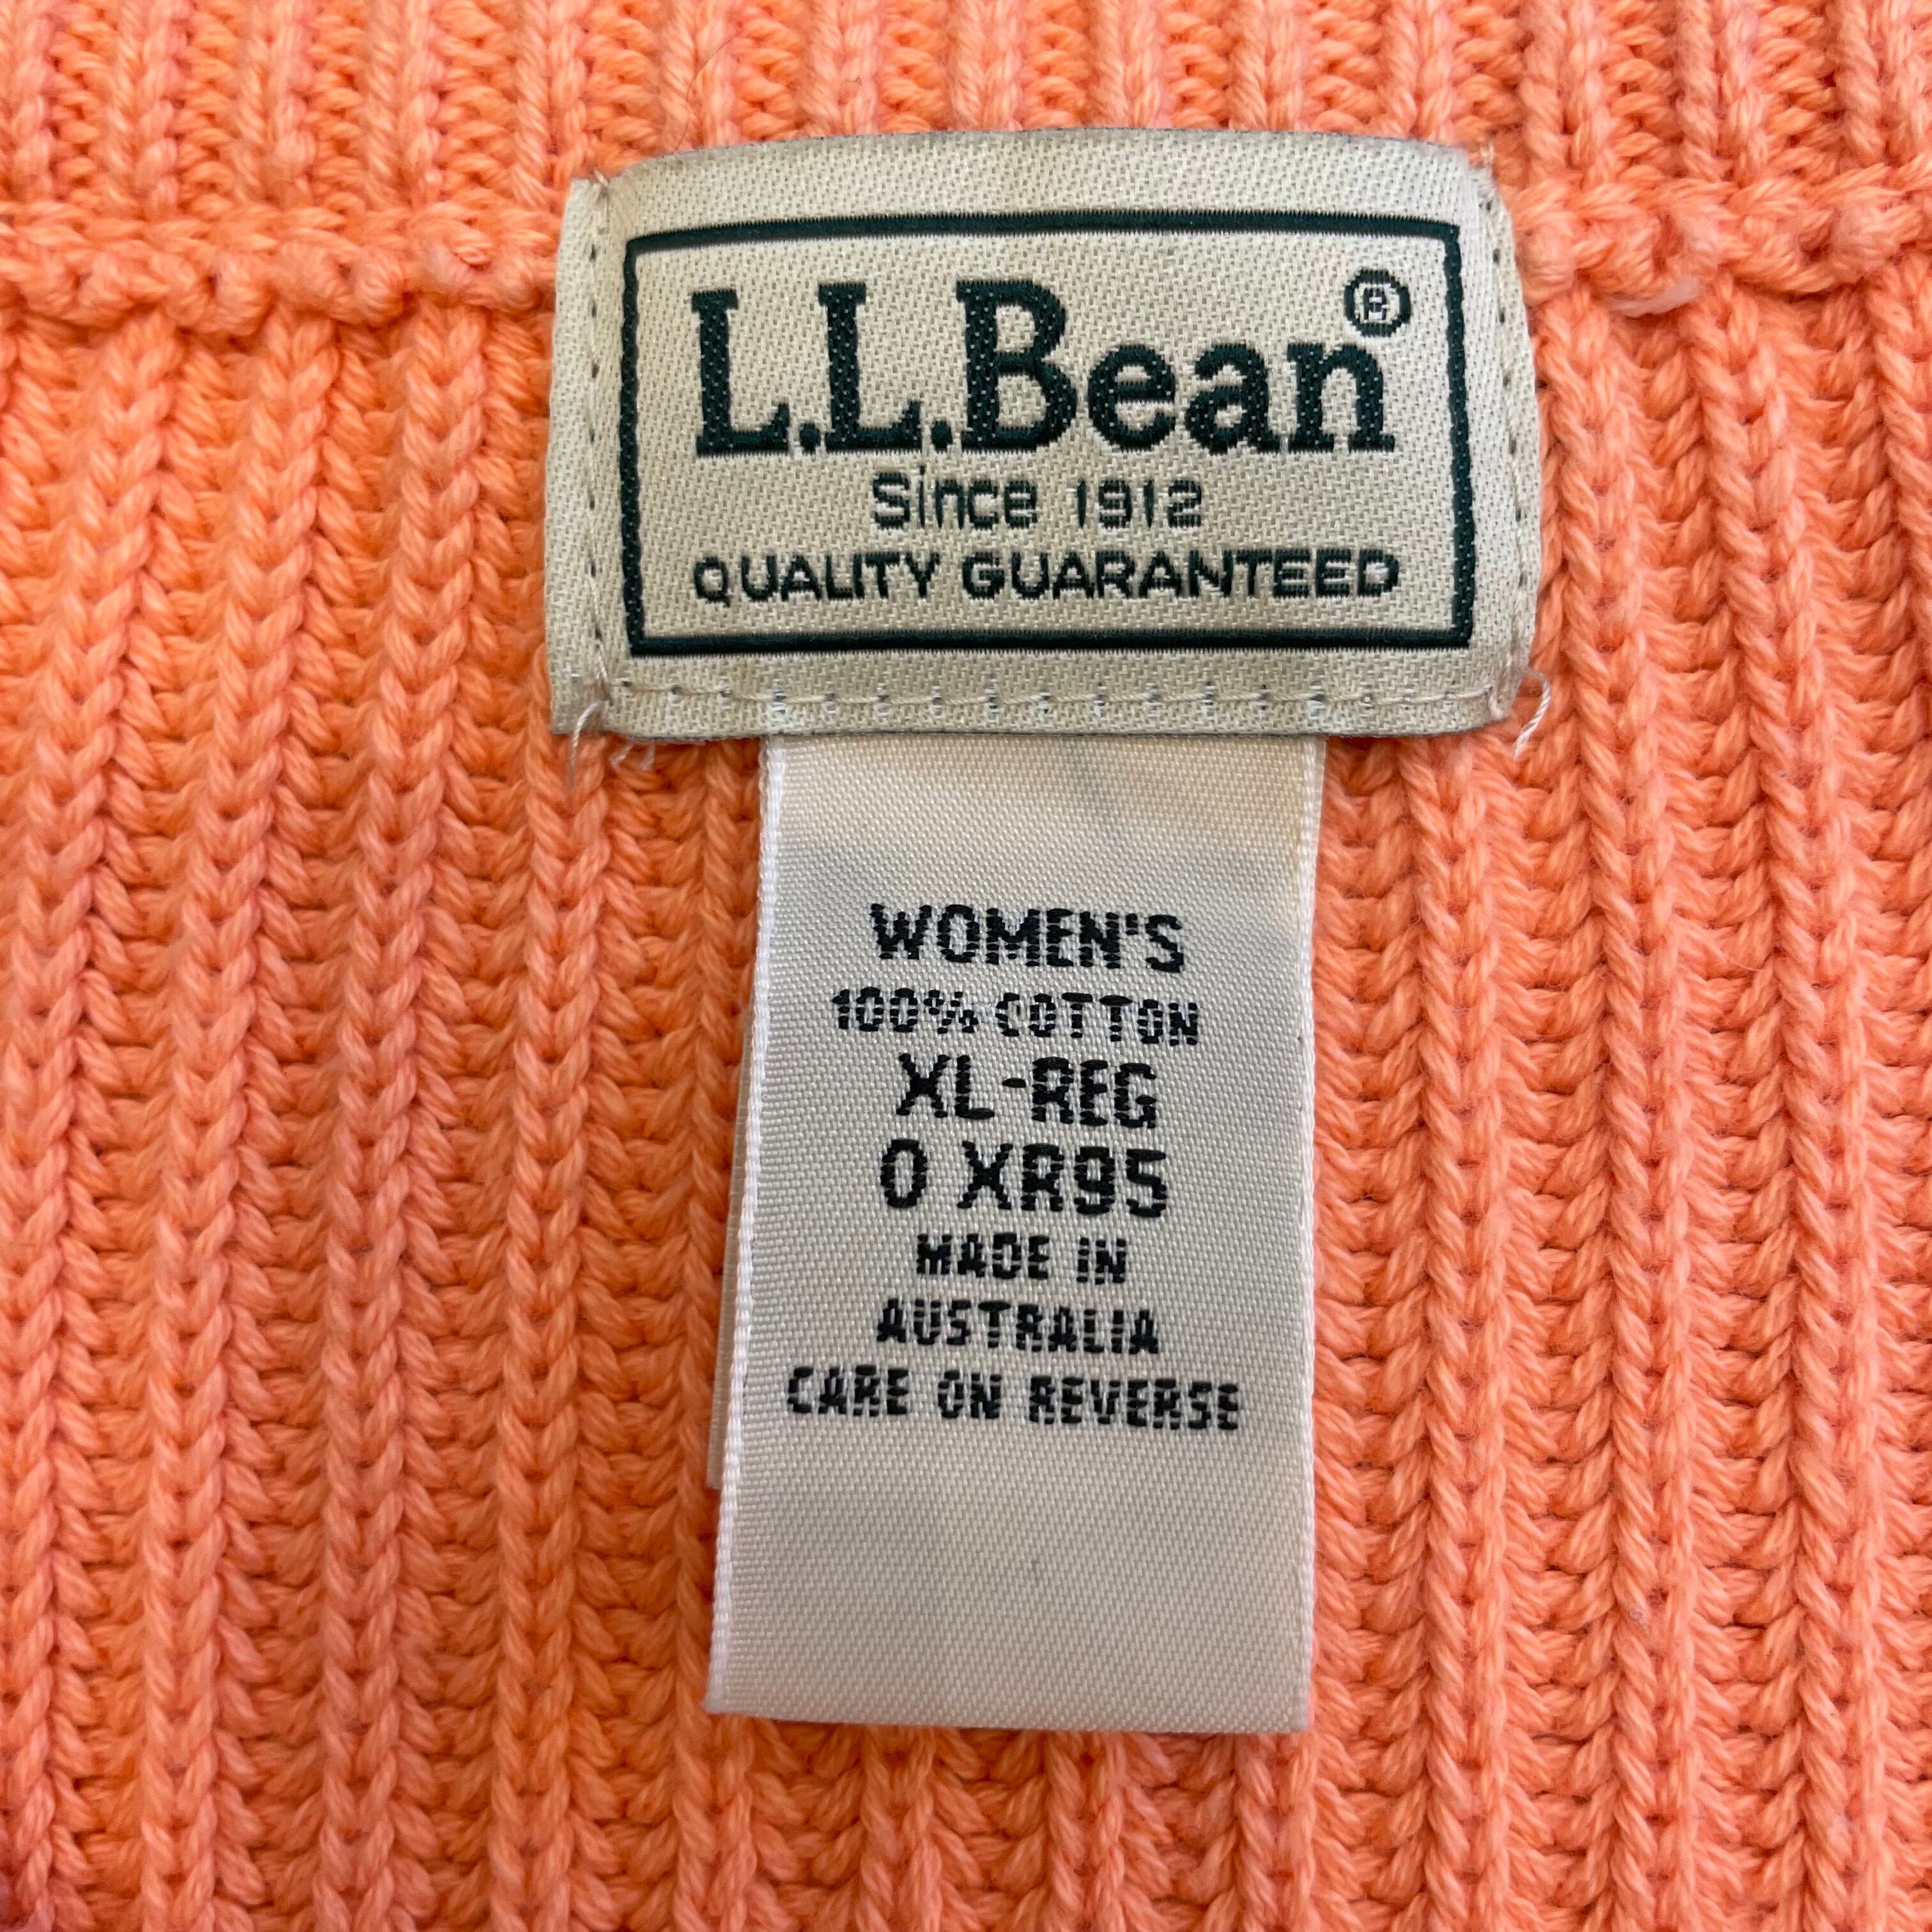 L.L.Bean®
Since 1912
QUALITY GUARANTEED
WOMEN'S
100% COTTON
XL-REG
0 XR95
MADE IN
AUSTRALIA
CARE ON REVERSE